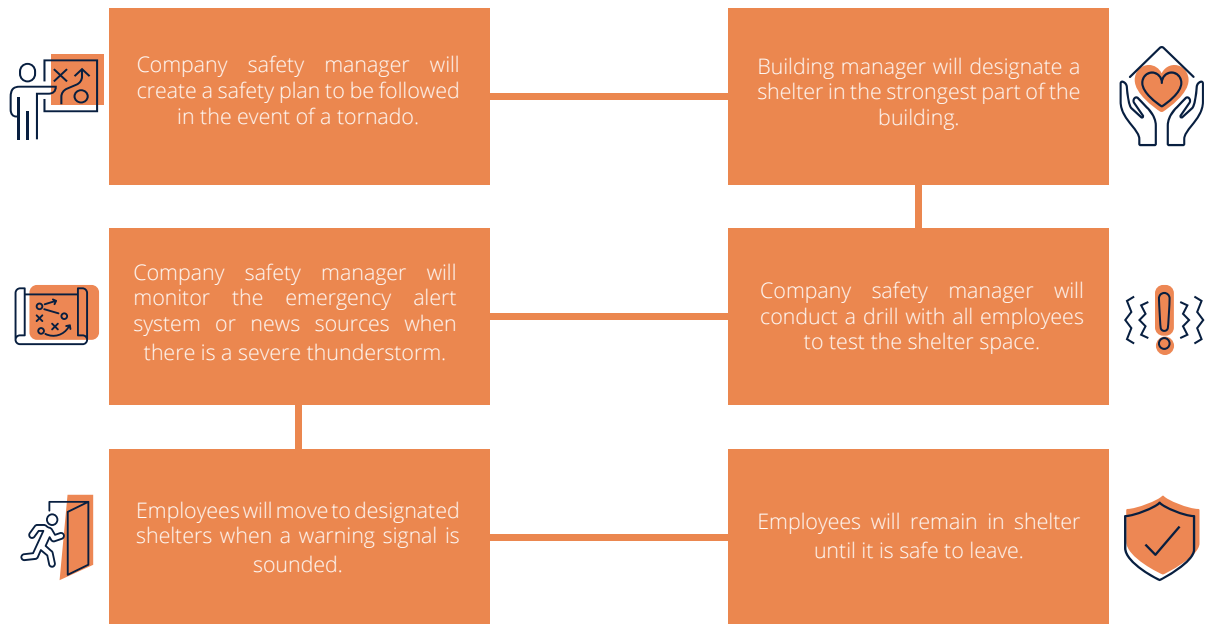 Company safety manager will
create a safety plan to be followed
in the event of a tornado.
Building manager will designate a
shelter in the strongest part of the
building.
Company safety manager will
conduct a drill with all employees
to test the shelter space.
Company safety manager will
monitor the emergency alert
system or news sources when
there is a severe thunderstorm.
Employees will move to designated
shelters when a warning signal is
sounded.
Employees will remain in shelter
until it is safe to leave.